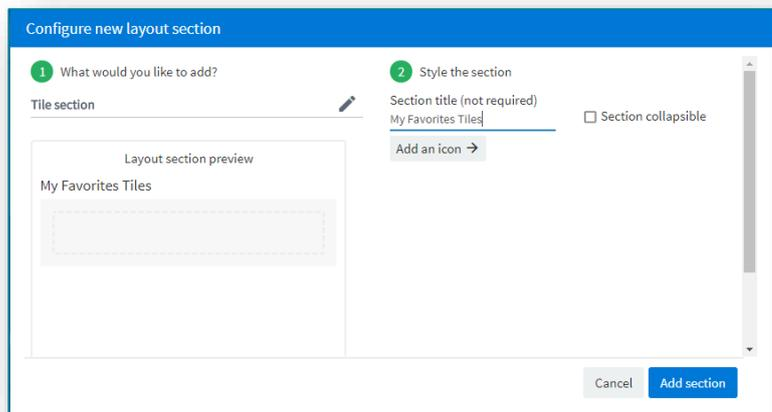 Configure new layout section
1 What would you like to add?
Tile section
Layout section preview
My Favorites Tiles
2 Style the section
Section title (not required)
My Favorites Tiles
Section collapsible
Add an icon →
Cancel
Add section